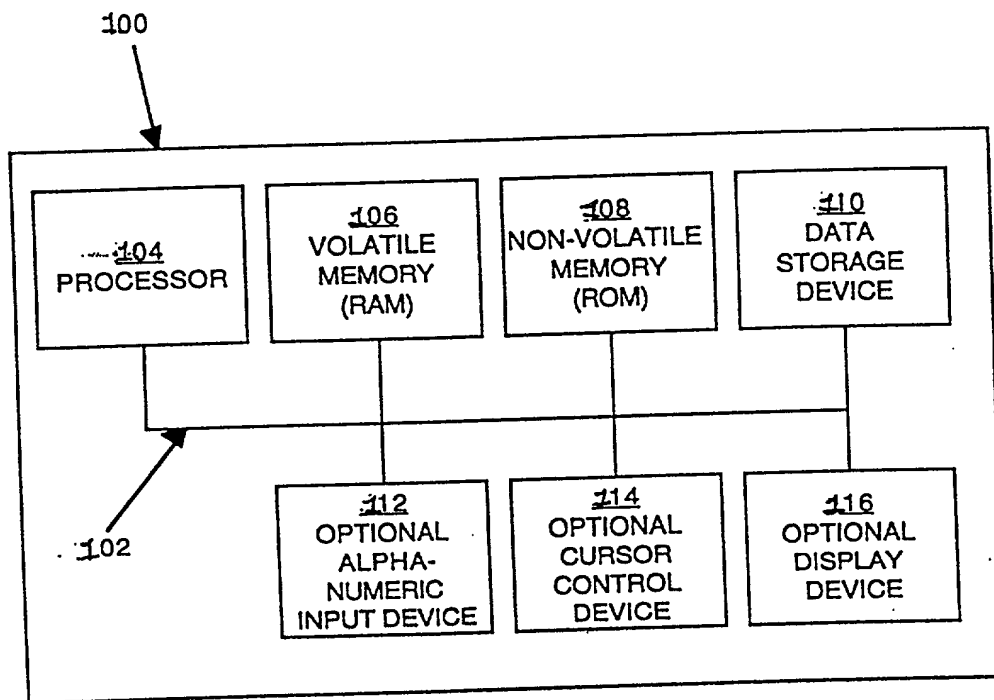 100
104
PROCESSOR
106
VOLATILE
MEMORY
(RAM)
108
NON-VOLATILE
MEMORY
(ROM)
110
DATA
STORAGE
DEVICE
102
112
OPTIONAL
ALPHA-
NUMERIC
INPUT DEVICE
114
OPTIONAL
CURSOR
CONTROL
DEVICE
116
OPTIONAL
DISPLAY
DEVICE